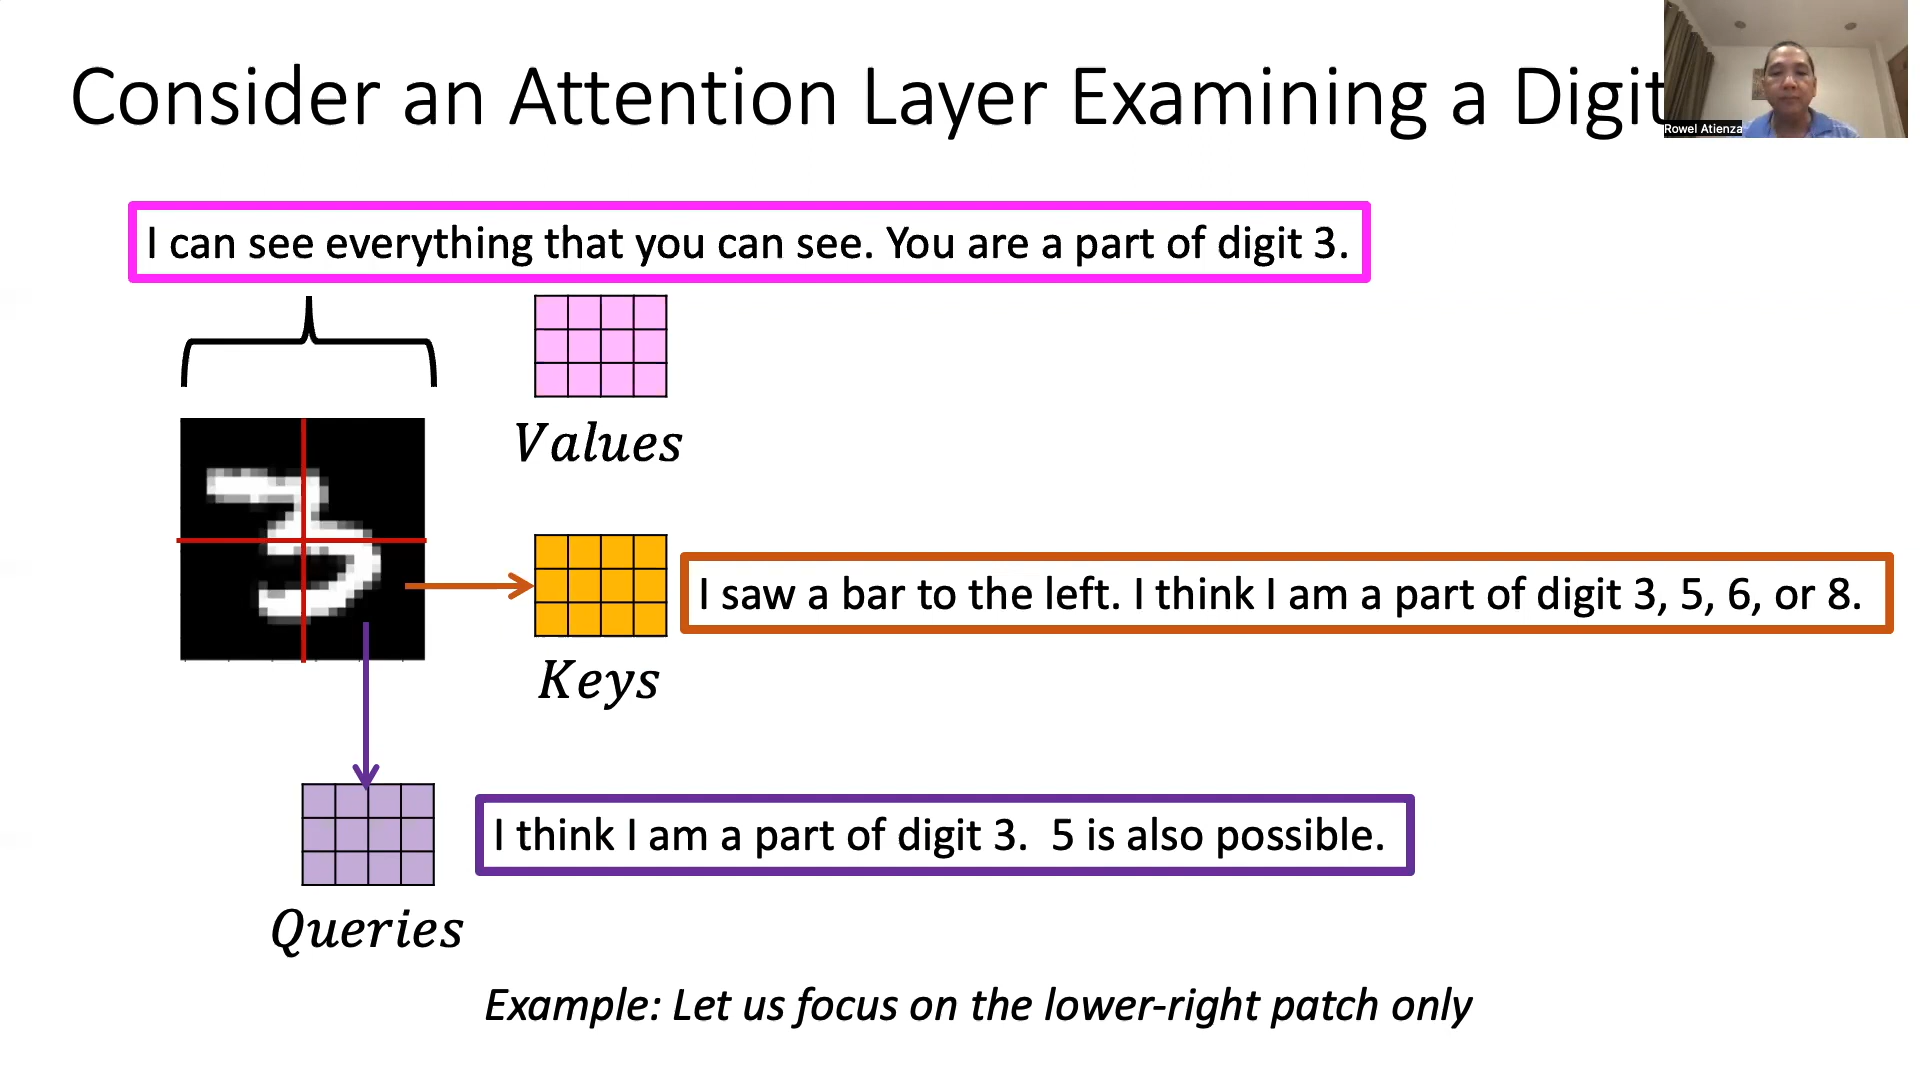 Consider an Attention Layer Examining a Digit
Rowel Atienza
I can see everything that you can see. You are a part of digit 3.
Values
3
Keys
I saw a bar to the left. I think I am a part of digit 3, 5, 6, or 8.
I think I am a part of digit 3.  5 is also possible.
Queries
Example: Let us focus on the lower-right patch only